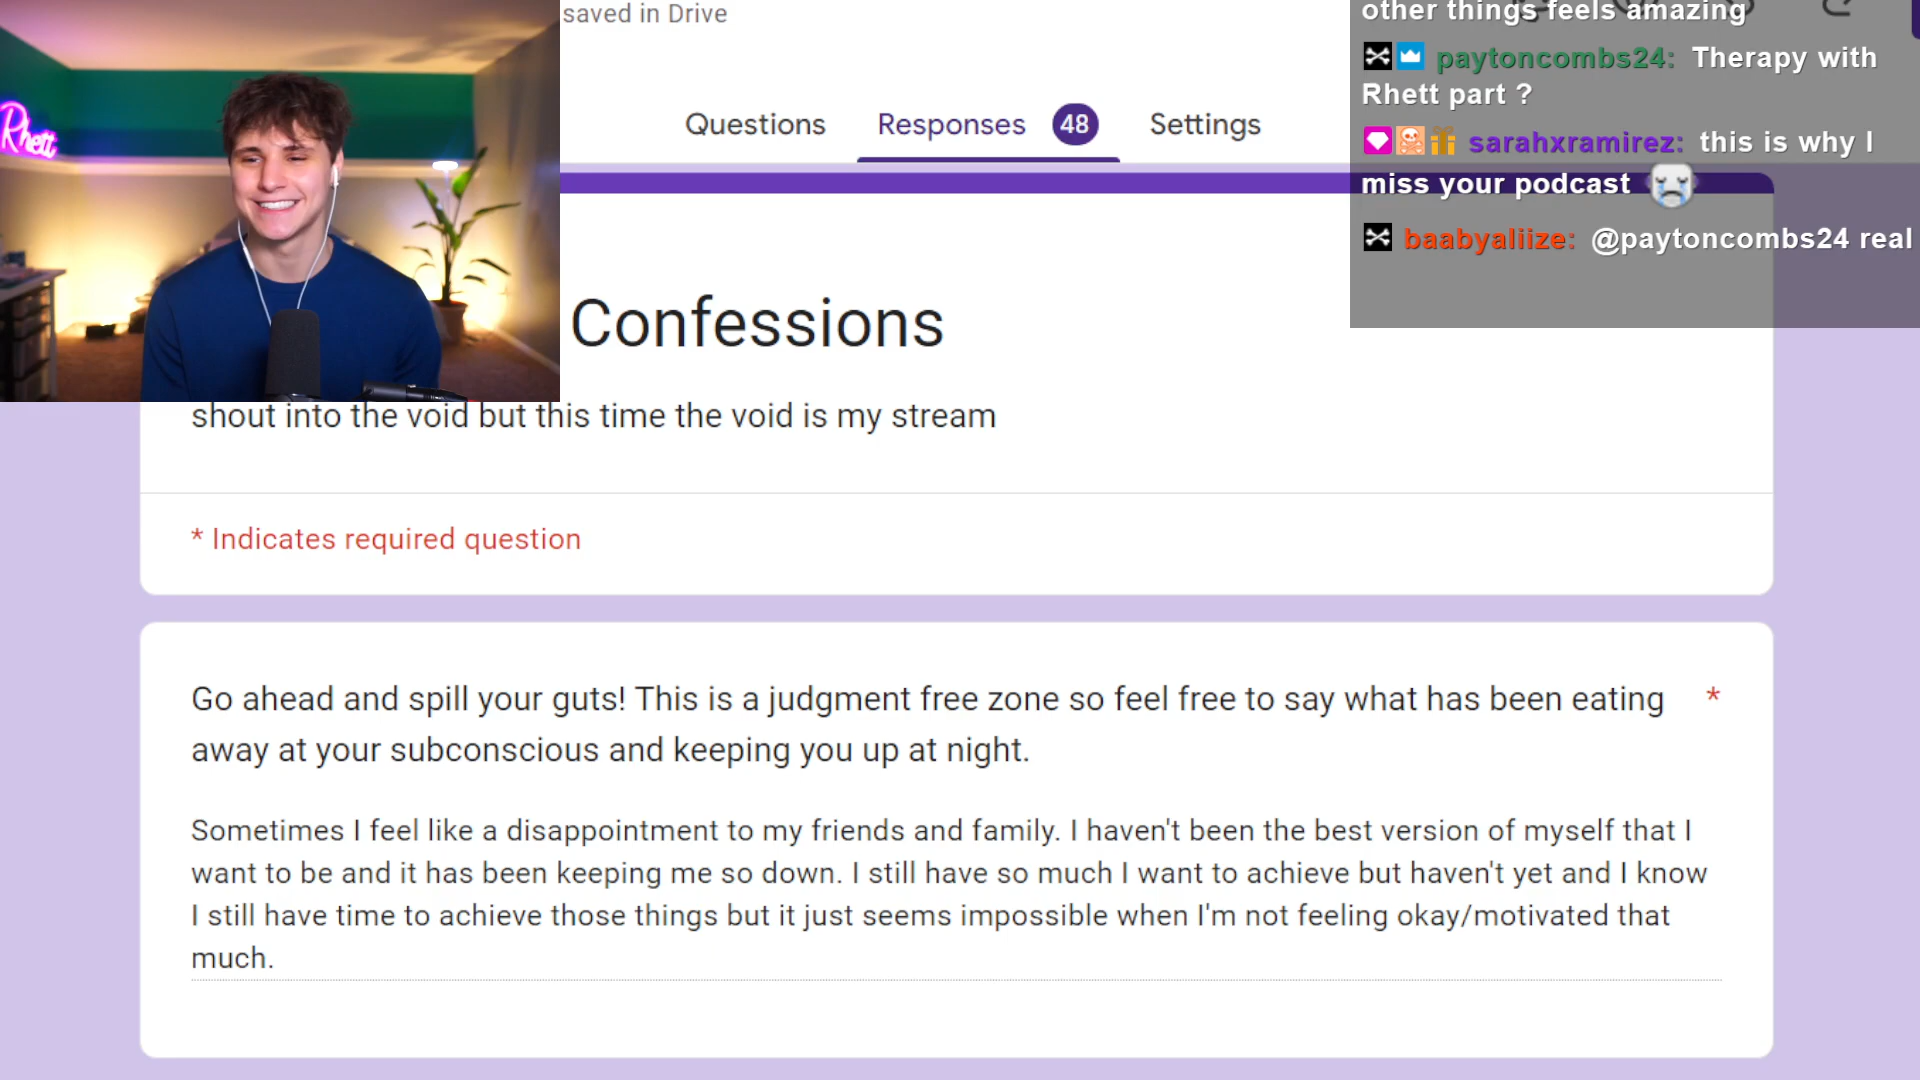 saved in Drive
Questions
Responses
48
Settings
other things feels amazing
paytoncombs24: Therapy with
Rhett part ?
sarahxramirez: this is why I
miss your podcast
baabyaliize: @paytoncombs24 real
Rhett
Confessions
shout into the void but this time the void is my stream
* Indicates required question
Go ahead and spill your guts! This is a judgment free zone so feel free to say what has been eating *
away at your subconscious and keeping you up at night.
Sometimes I feel like a disappointment to my friends and family. I haven't been the best version of myself that I
want to be and it has been keeping me so down. I still have so much I want to achieve but haven't yet and I know
I still have time to achieve those things but it just seems impossible when I'm not feeling okay/motivated that
much.